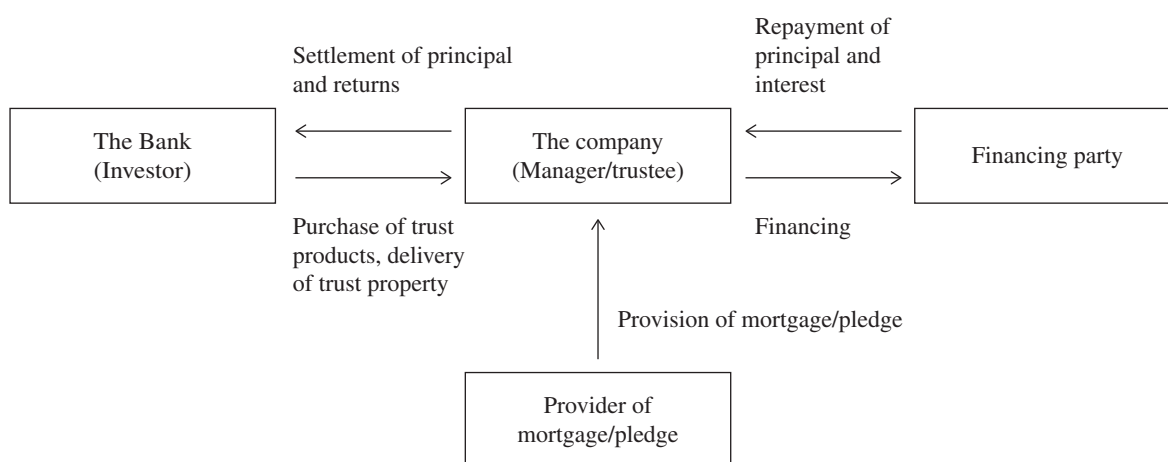 Repayment of
principal and
interest
Settlement of principal
and returns
The Bank
(Investor)
The company
(Manager/trustee)
Financing party
Purchase of trust
products, delivery
of trust property
Financing
Provision of mortgage/pledge
Provider of
mortgage/pledge